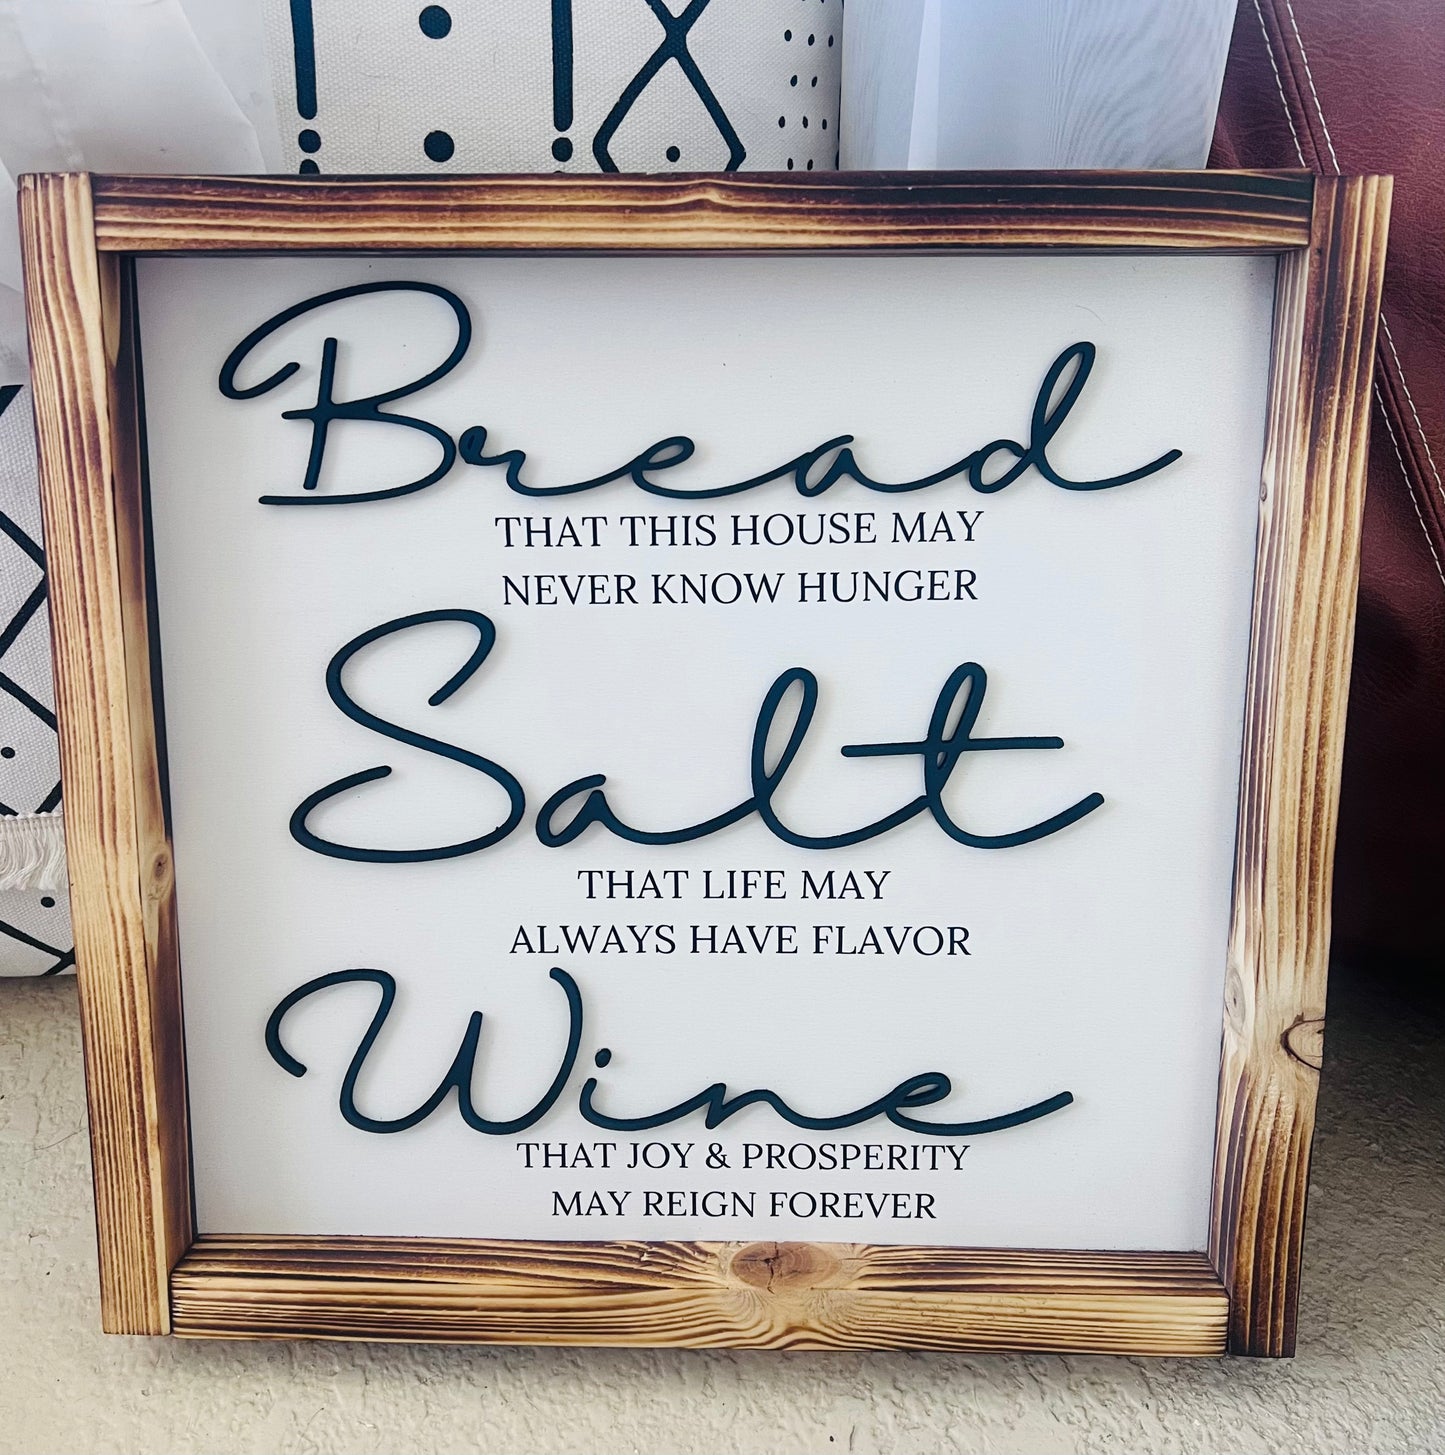 Bread
THAT THIS HOUSE MAY
NEVER KNOW HUNGER
Salt
THAT LIFE MAY
ALWAYS HAVE FLAVOR
Wine
THAT JOY & PROSPERITY
MAY REIGN FOREVER